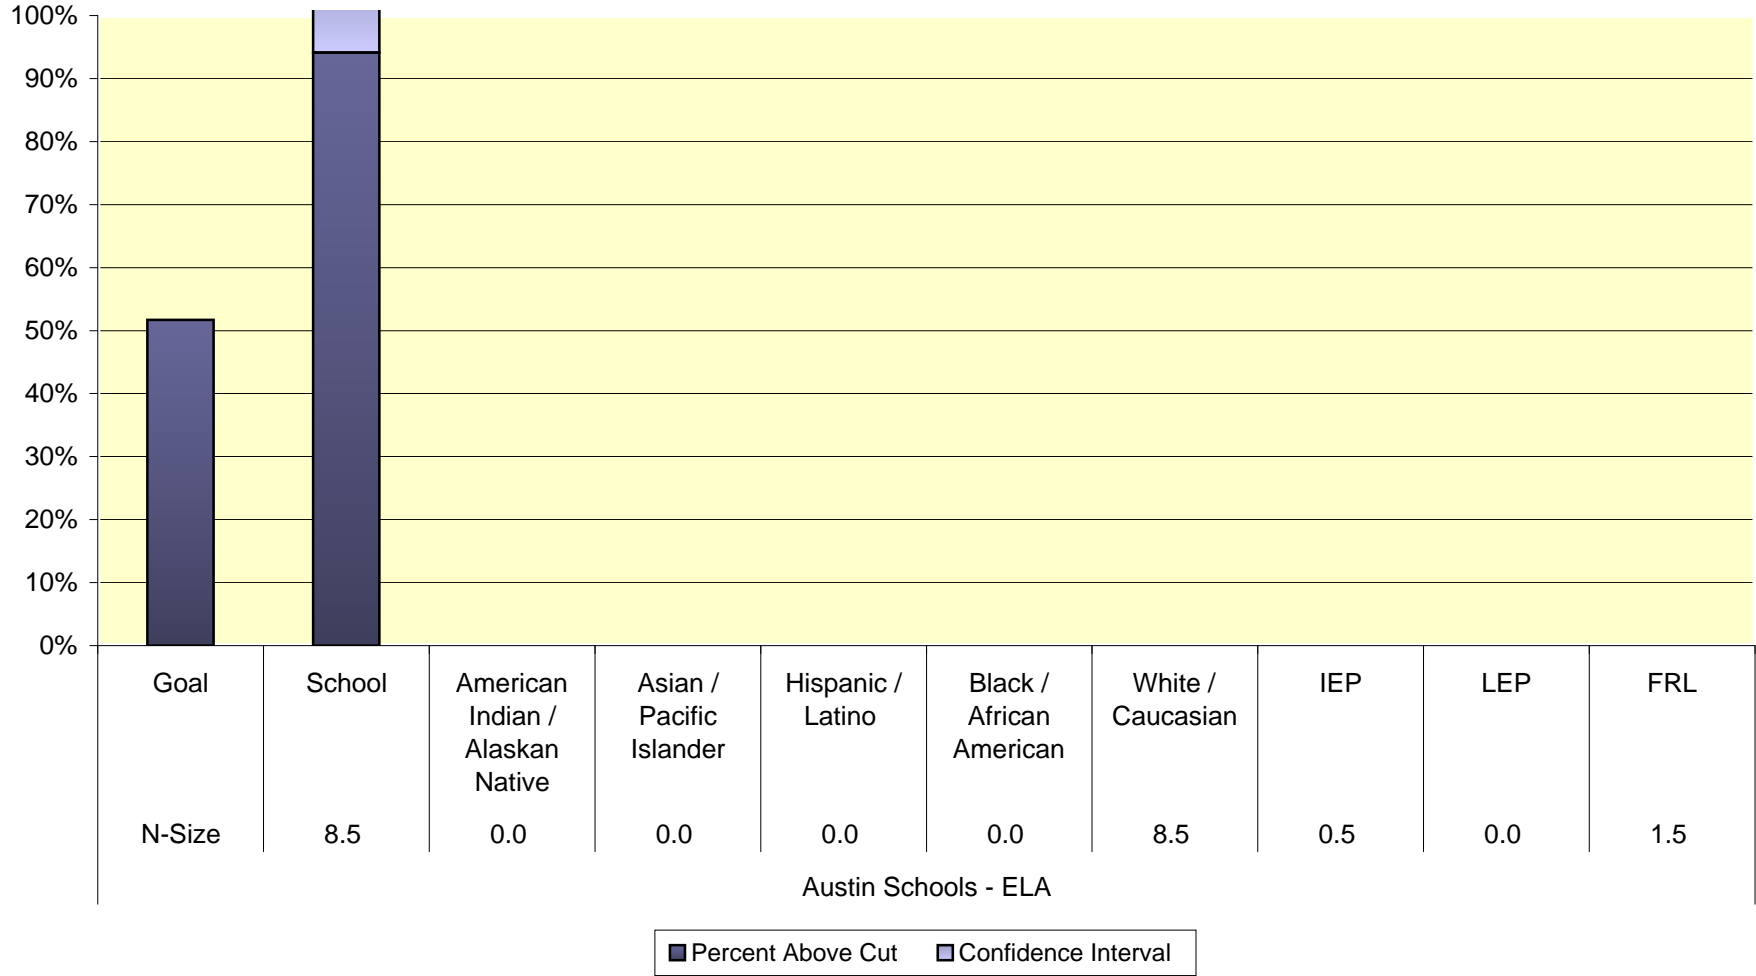 100%
90%
80%
70%
60%
50%
40%
30%
20%
10%
0%
Goal School American Asian / Hispanic / Black / White / IEP LEP FRL
Indian / Pacific Latino African Caucasian
Alaskan Islander American
Native
N-Size 8.5 0.0 0.0 0.0 0.0 8.5 0.5 0.0 1.5
Austin Schools - ELA
Percent Above Cut Confidence Interval